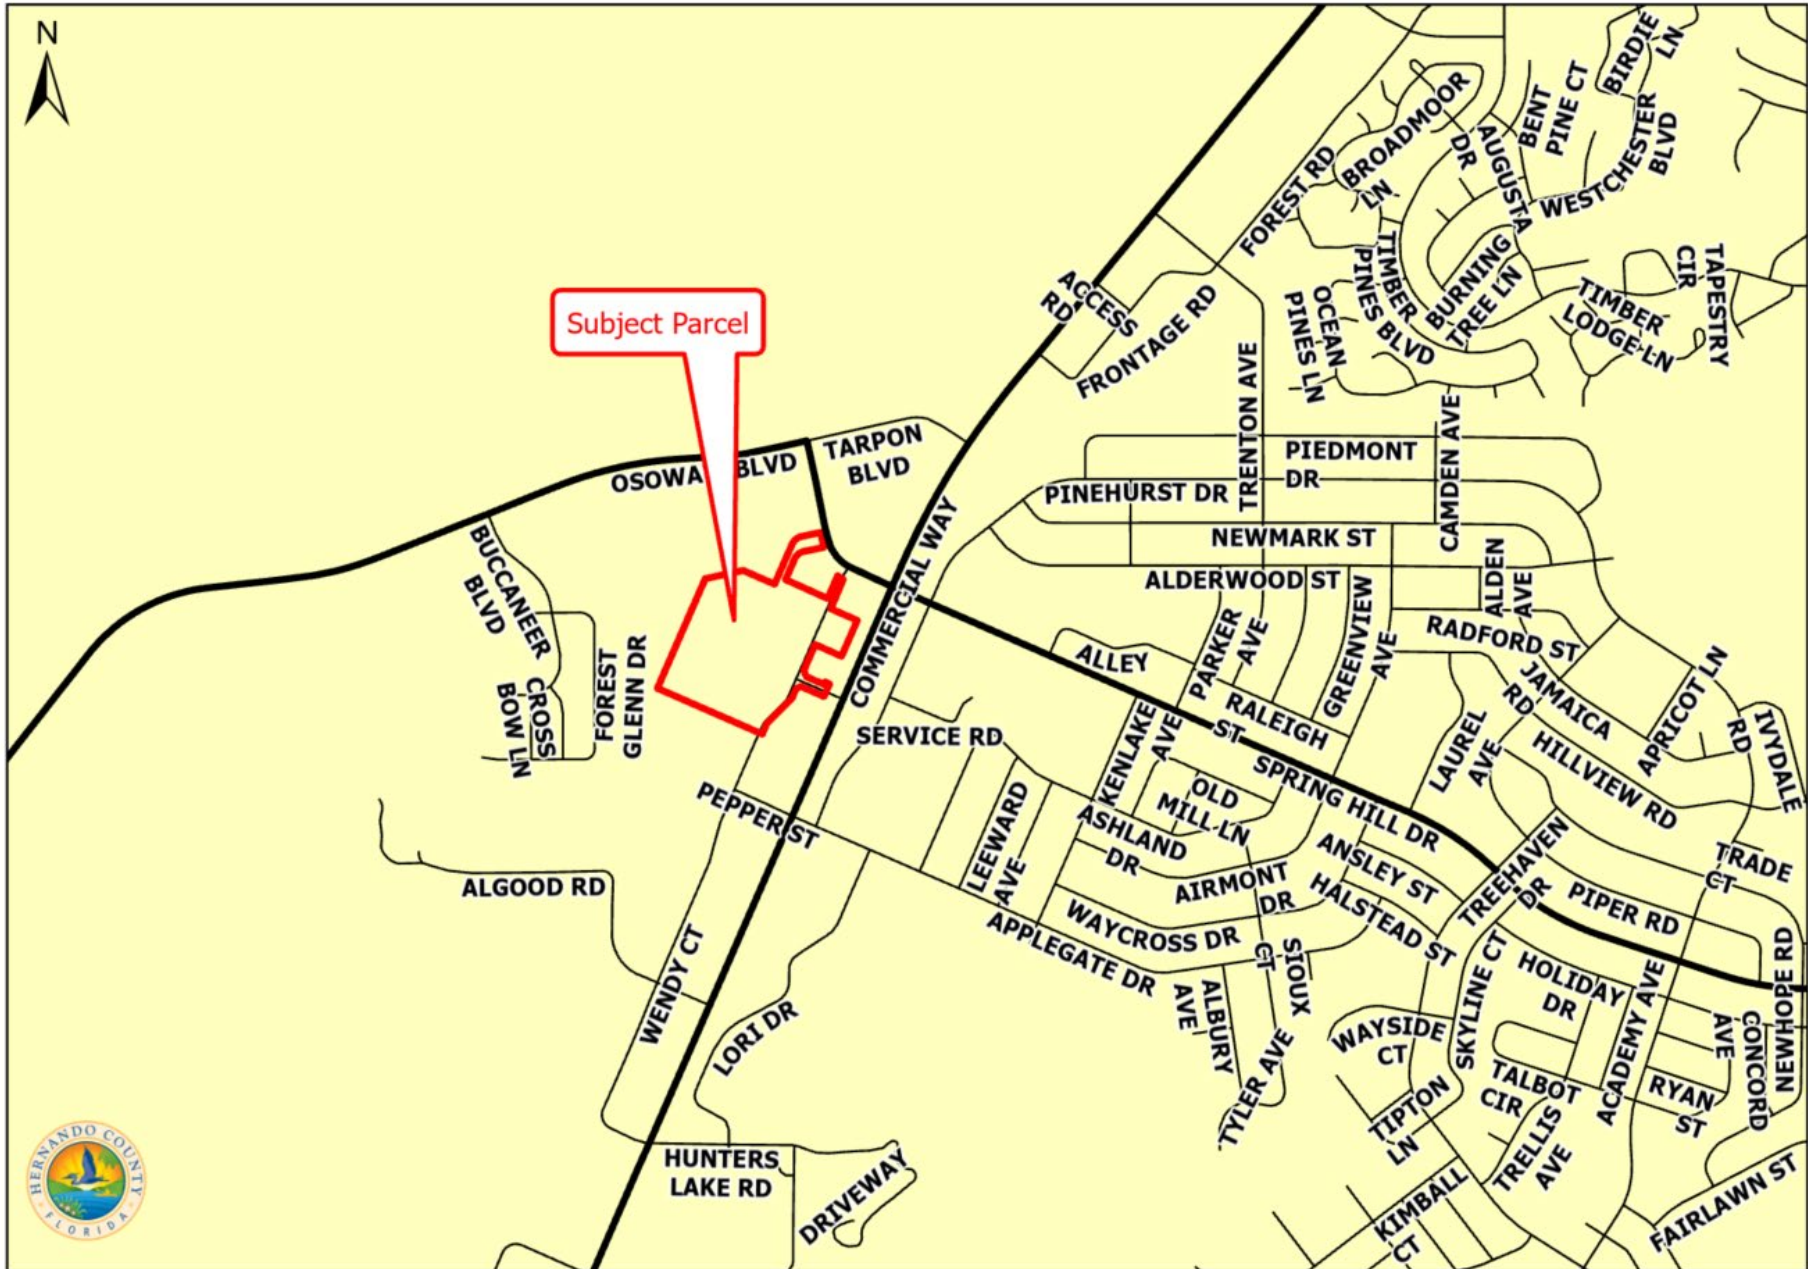 N
BIRDIE
LN
BENT
PINE CT
BROADMOOR
LN
DR
AUGUSTA
WESTCHESTER
BLVD
FOREST RD
TIMBER
PINES BLVD
BURNING
TREE LN
TAPESTRY
CIR
TIMBER
LODGE LN
OCEAN
PINES LN
ACCESS
RD
FRONTAGE RD
Subject Parcel
TRENTON AVE
CAMDEN AVE
PIEDMONT
DR
TARPON
BLVD
OSOWA BLVD
PINEHURST DR
NEWMARK ST
BUCCANEER
BLVD
COMMERCIAL WAY
ALDERWOOD ST
ALDEN
AVE
GREENVIEW
AVE
PARKER
AVE
RADFORD ST
ALLEY
JAMAICA
RD
APRICOT LN
FOREST
GLENN DR
CROSS
BOW LN
RALEIGH
ST
SERVICE RD
KENLAKE
AVE
LAUREL
AVE
HILLVIEW RD
IVYDALE
RD
SPRING HILL DR
OLD
MILL LN
PEPPER ST
LEEWARD
AVE
ASHLAND
DR
ANSLEY ST
TREEHAVEN
DR
TRADE
CT
ALGOOD RD
AIRMONT
DR
HALSTEAD ST
PIPER RD
WAYCROSS DR
APPLEGATE DR
SIOUX
CT
WENDY CT
LORI DR
ALBURY
AVE
SKYLINE CT
HOLIDAY
DR
ACADEMY AVE
NEWHOPE RD
CONCORD
AVE
WAYSIDE
CT
TYLER AVE
TALBOT
CIR
RYAN
ST
TIPTON
LN
TRELLIS
AVE
HUNTERS
LAKE RD
DRIVEWAY
KIMBALL
CT
FAIRLAWN ST
HERNANDO COUNTY
FLORIDA